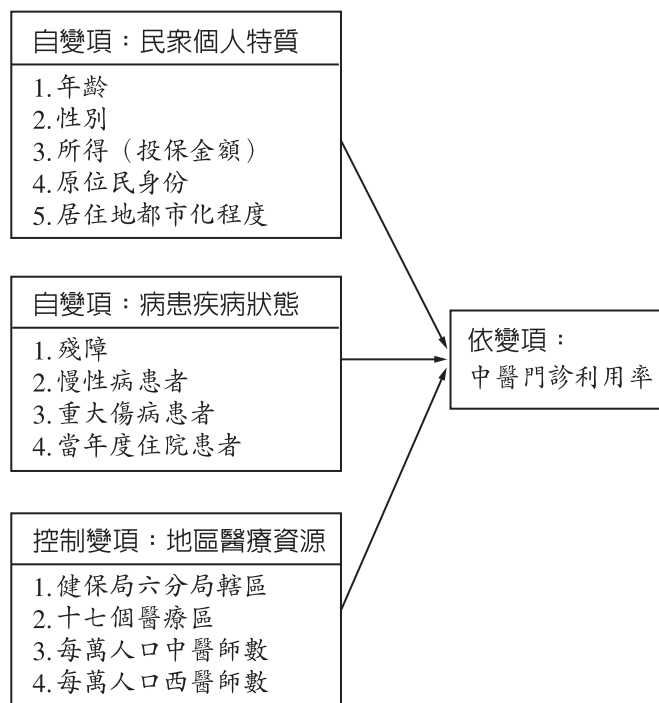 自變項：民眾個人特質
1.年齡
2.性別
3.所得（投保金額）
4.原位民身份
5.居住地都市化程度
自變項：病患疾病狀態
1.殘障
2.慢性病患者
3.重大傷病患者
4.當年度住院患者
依變項：
中醫門診利用率
控制變項：地區醫療資源
1.健保局六分局轄區
2.十七個醫療區
3.每萬人口中醫師數
4.每萬人口西醫師數